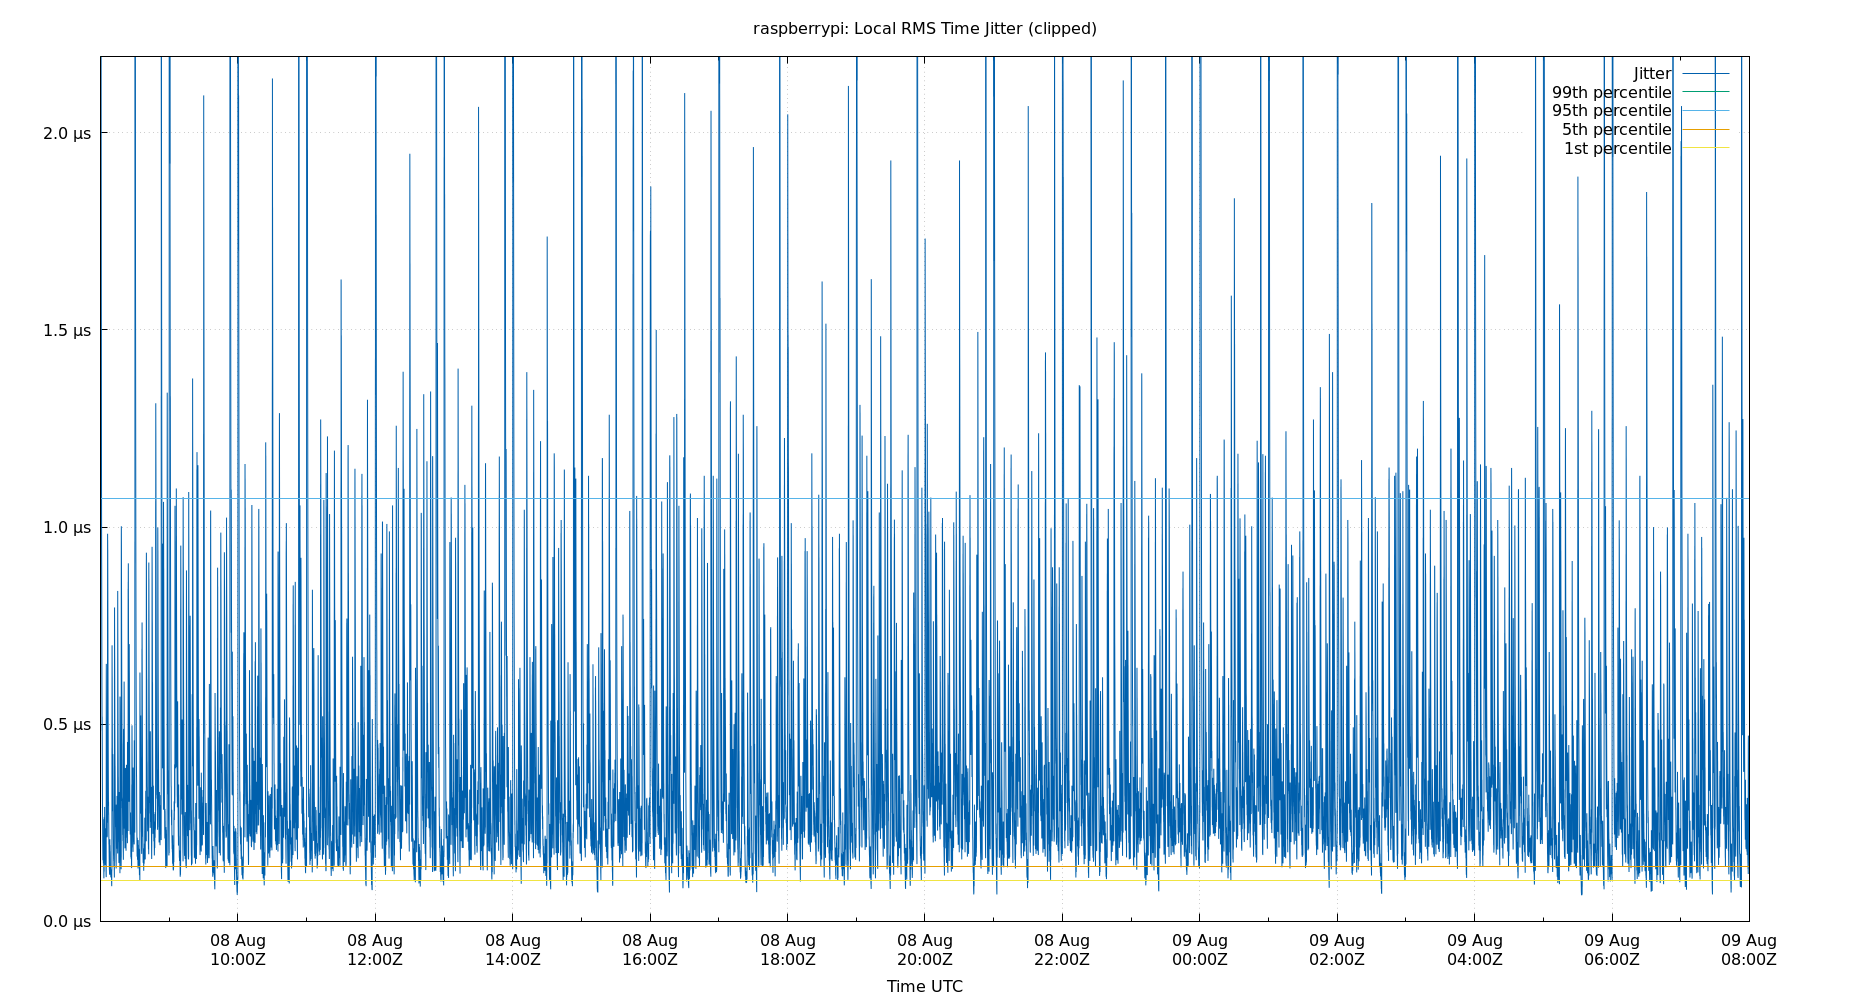 raspberrypi: Local RMS Time Jitter (clipped)
Jitter
99th percentile
95th percentile
5th percentile
1st percentile
2.0 µs
1.5 µs
1.0 µs
0.5 µs
0.0 µs
08 Aug 08 Aug 08 Aug 08 Aug 08 Aug 08 Aug 08 Aug 09 Aug 09 Aug 09 Aug 09 Aug 09 Aug
10:00Z 12:00Z 14:00Z 16:00Z 18:00Z 20:00Z 22:00Z 00:00Z 02:00Z 04:00Z 06:00Z 08:00Z
Time UTC